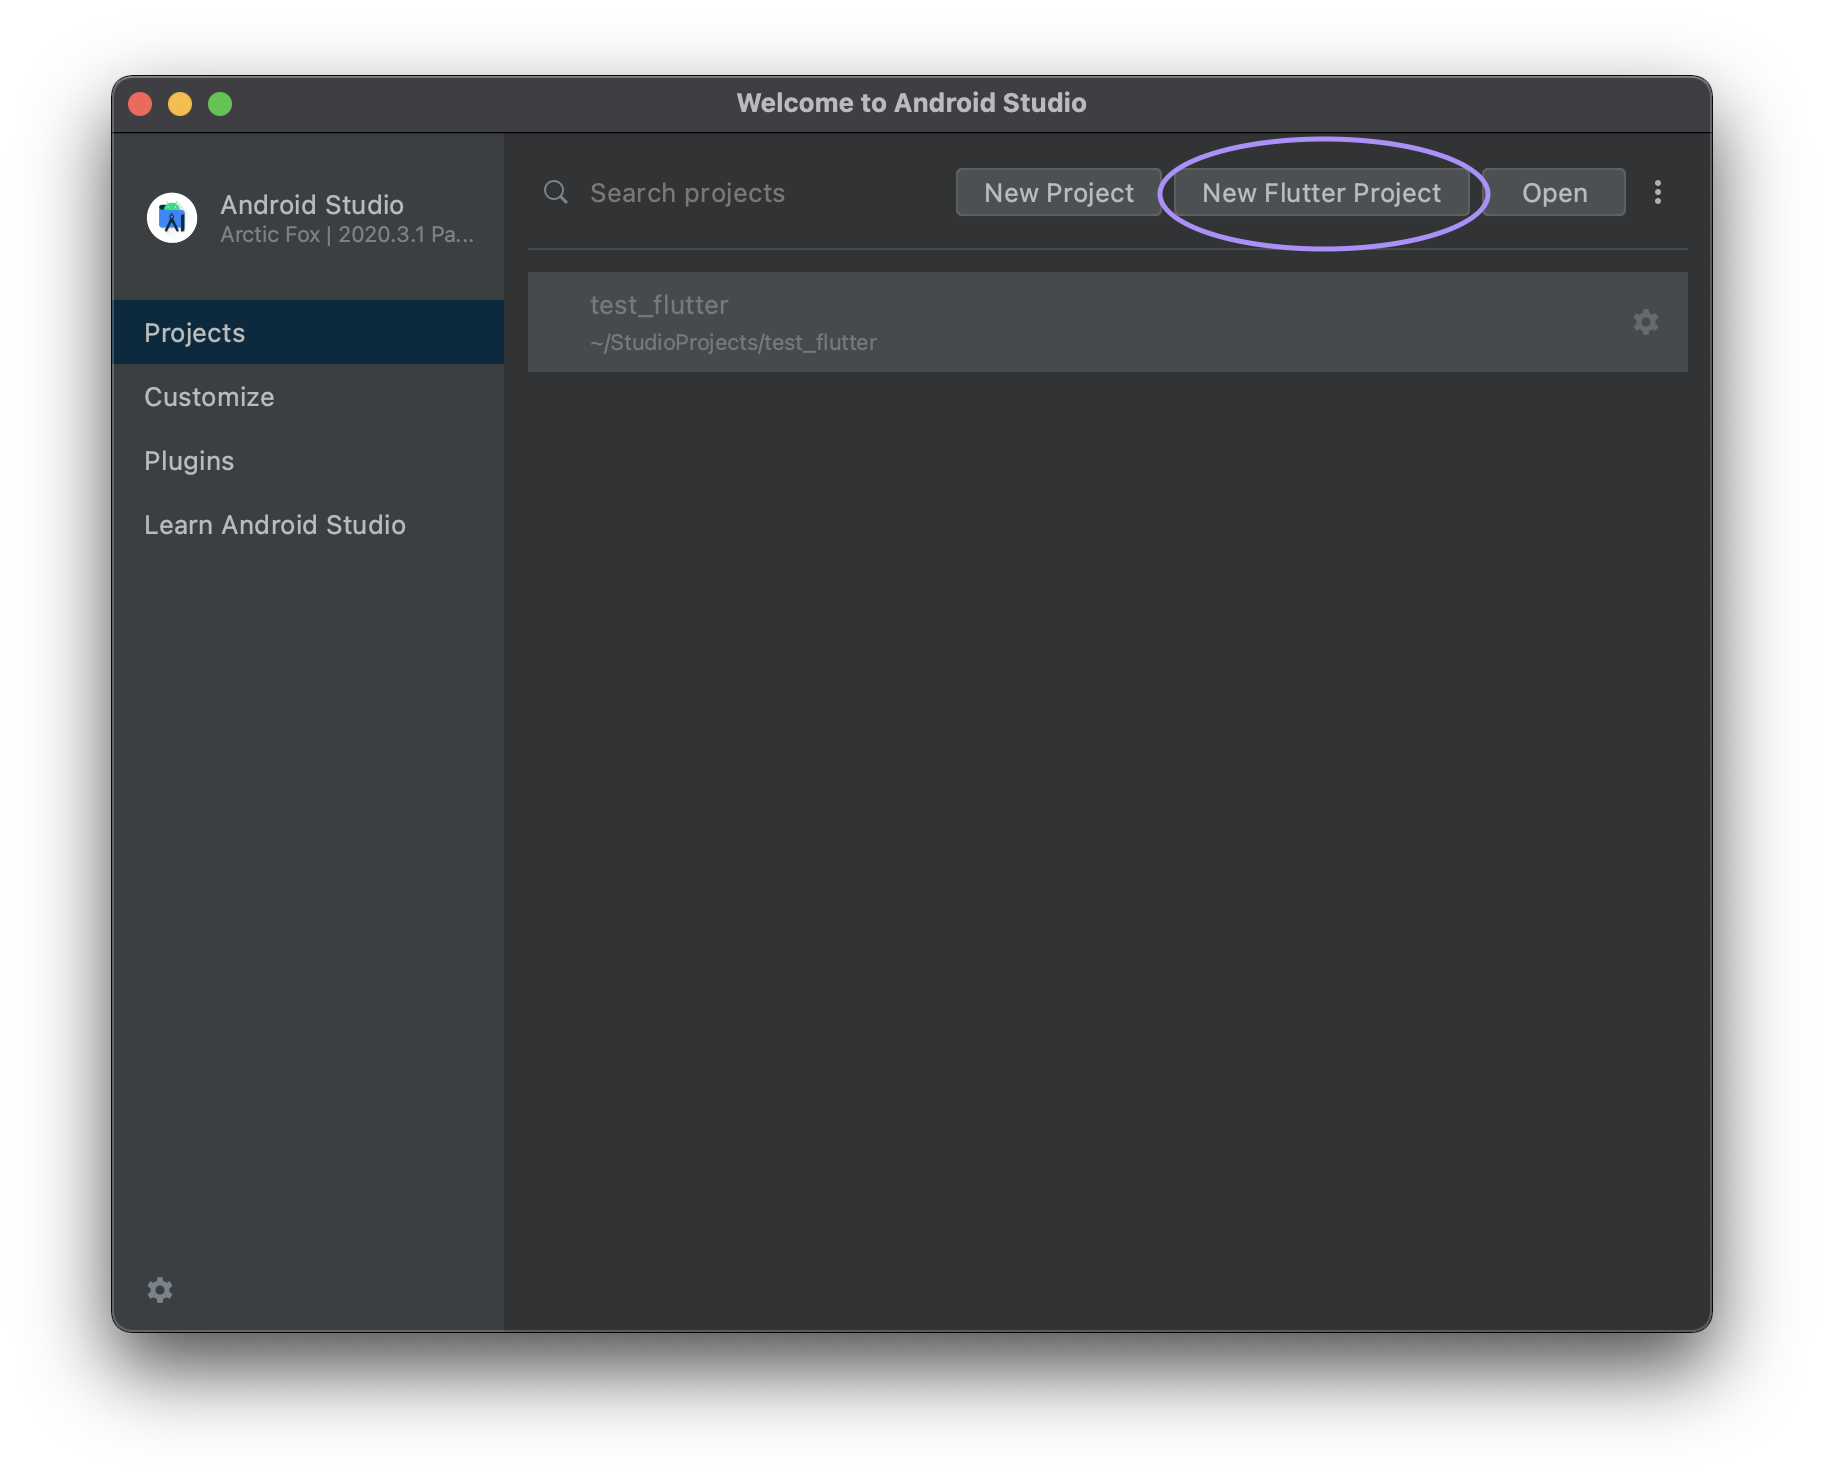 Welcome to Android Studio
Android Studio
Arctic Fox | 2020.3.1 Pa...
Search projects
New Project
New Flutter Project
Open
test_flutter
~/StudioProjects/test_flutter
Projects
Customize
Plugins
Learn Android Studio